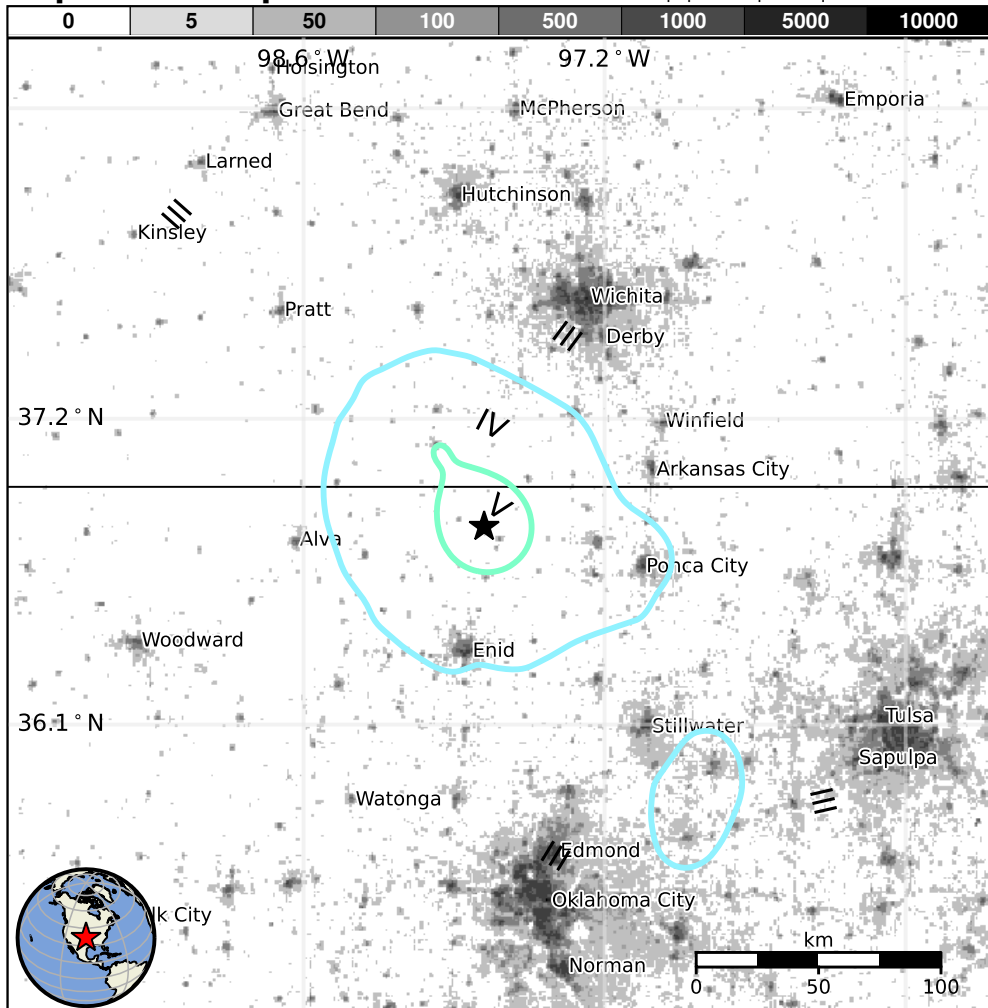 0 5 50 100 500 1000 5000 10000
98.6°W 97.2°W
Hoisington
Great Bend McPherson Emporia
Larned
Hutchinson
III
Kinsley
Wichita
Pratt
III Derby
37.2°N IV Winfield
Arkansas City
V
Alva
Ponca City
Woodward Enid
36.1°N Stillwater Tulsa
Sapulpa
Watonga III
III Edmond
Oklahoma City
lk City
km
Norman
0 50 100